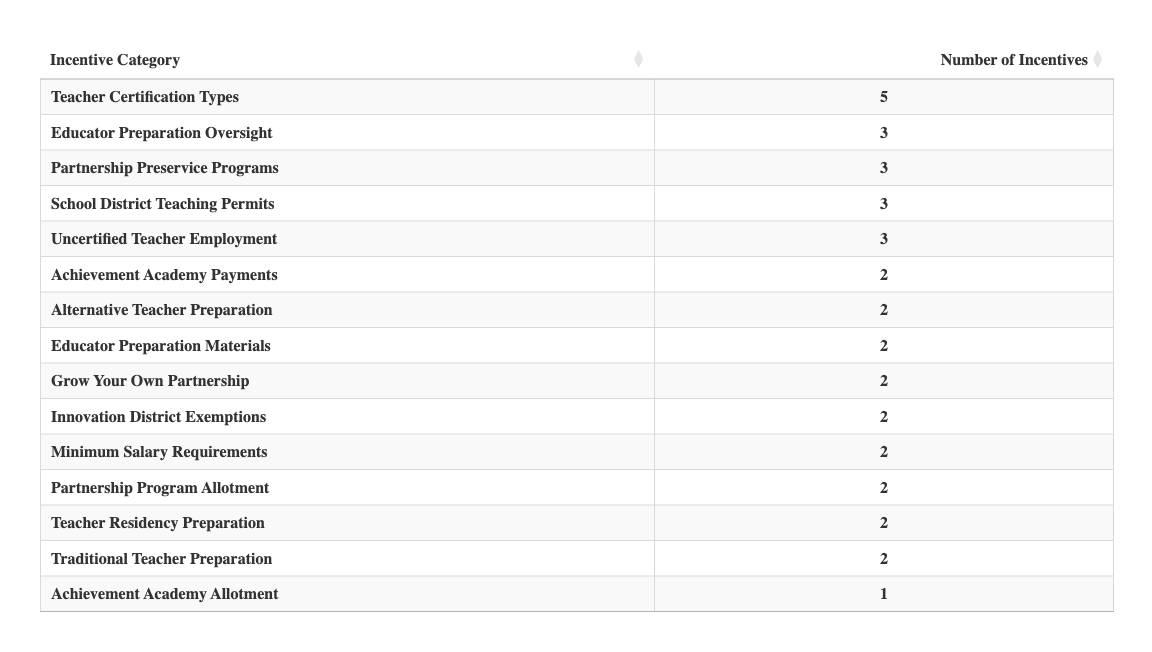 Incentive Category Number of Incentives
Teacher Certification Types 5
Educator Preparation Oversight 3
Partnership Preservice Programs 3
School District Teaching Permits 3
Uncertified Teacher Employment 3
Achievement Academy Payments 2
Alternative Teacher Preparation 2
Educator Preparation Materials 2
Grow Your Own Partnership 2
Innovation District Exemptions 2
Minimum Salary Requirements 2
Partnership Program Allotment 2
Teacher Residency Preparation 2
Traditional Teacher Preparation 2
Achievement Academy Allotment 1